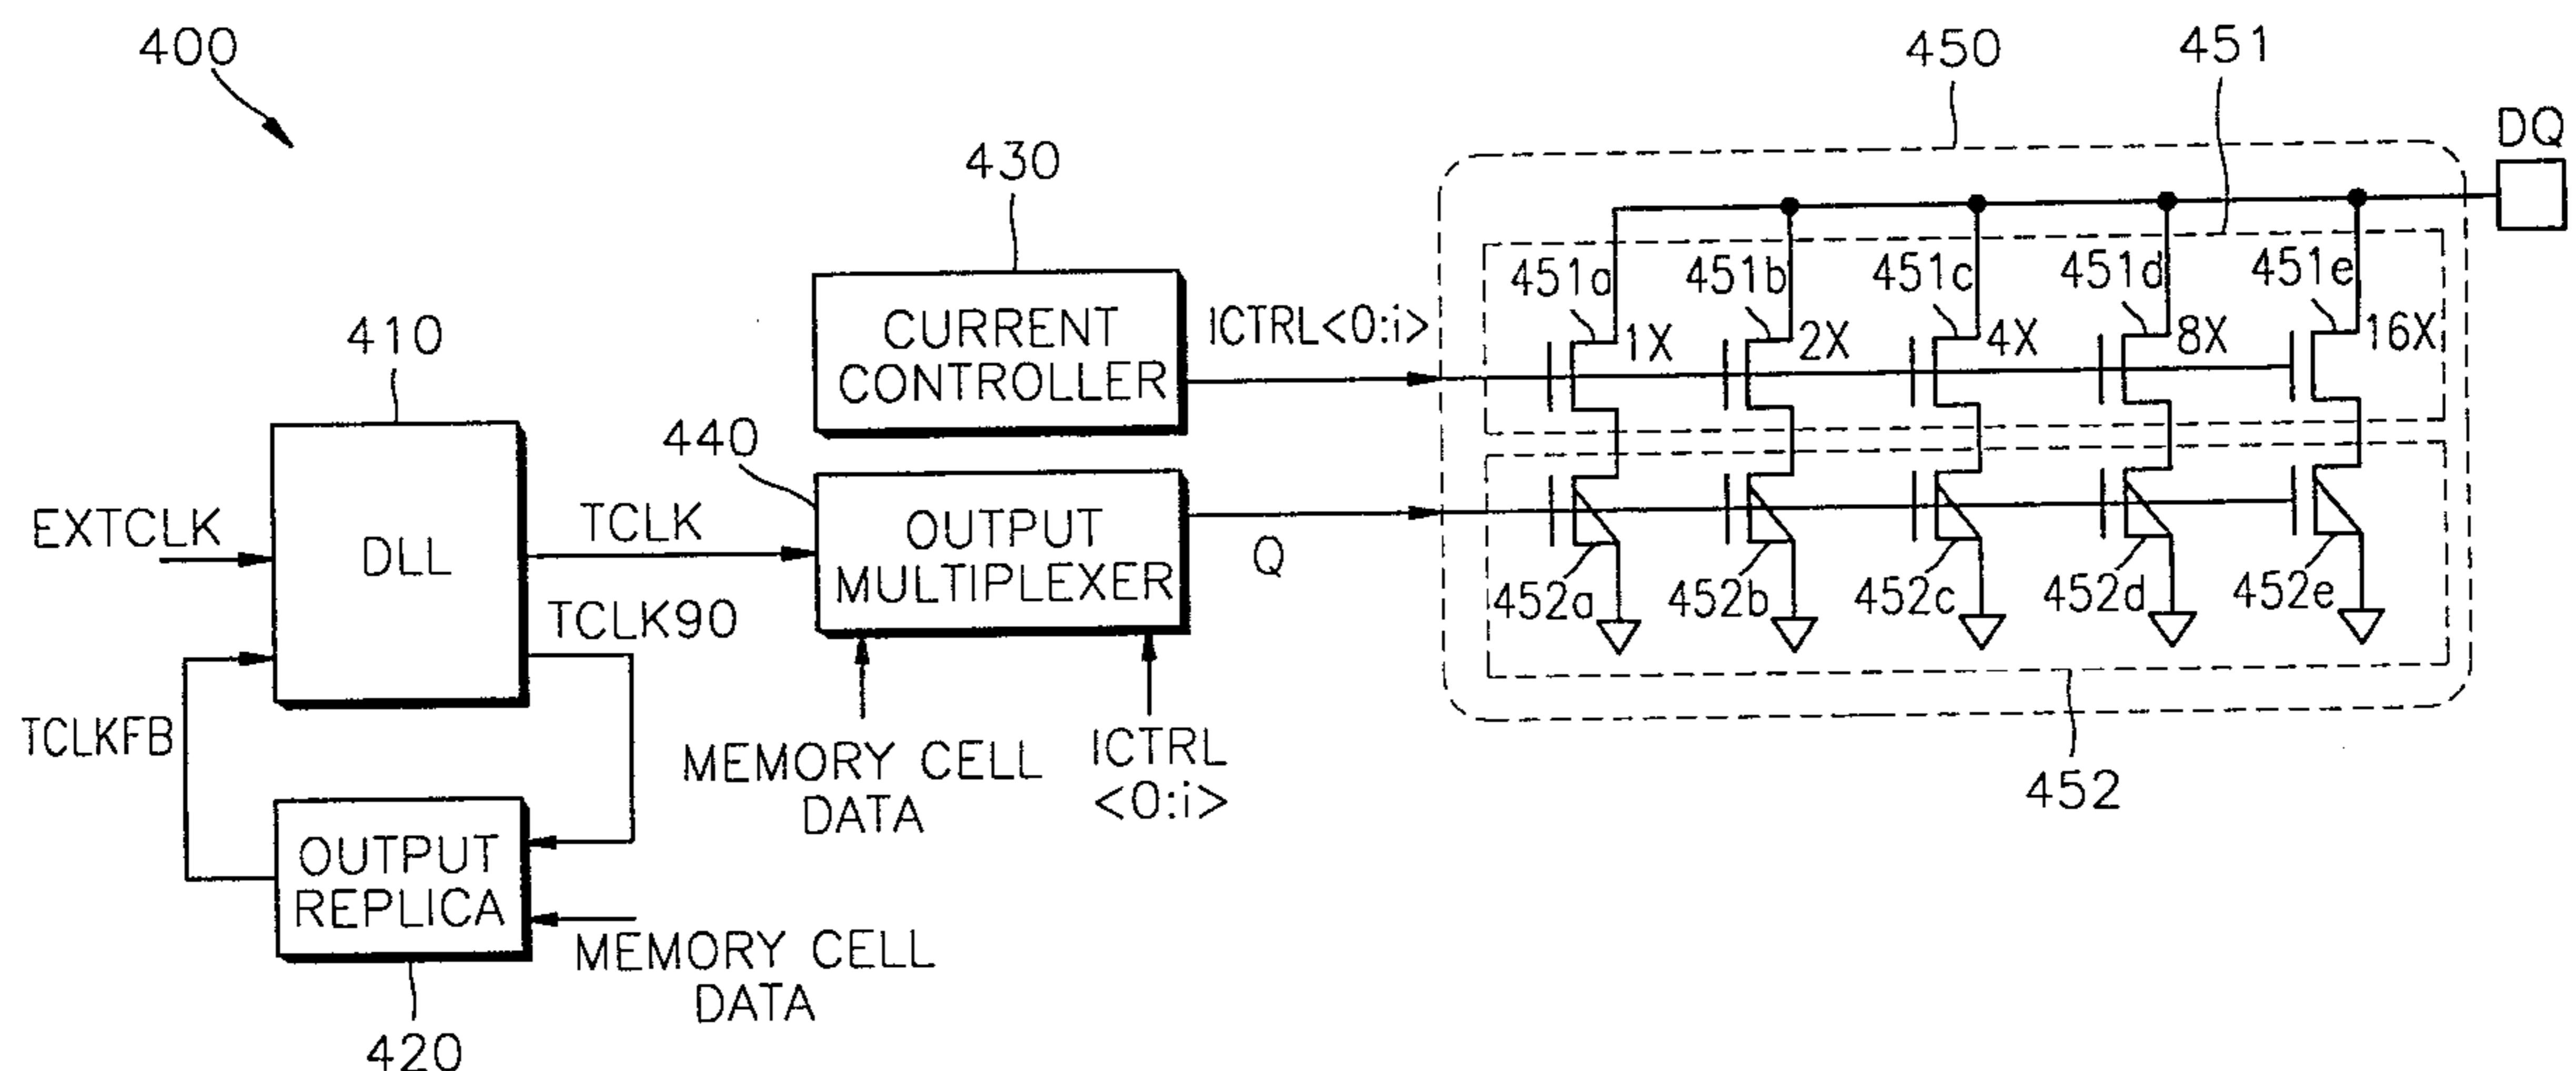 400
450
451
DQ
430
451a
451b
451c
451d
451e
CURRENT
CONTROLLER
ICTRL<0:i>
1X
2X
4X
8X
16X
410
440
EXTCLK
DLL
TCLK
OUTPUT
MULTIPLEXER
Q
452a
452b
452c
452d
452e
TCLK90
TCLKFB
MEMORY CELL
DATA
ICTRL
<0:i>
452
OUTPUT
REPLICA
MEMORY CELL
DATA
420